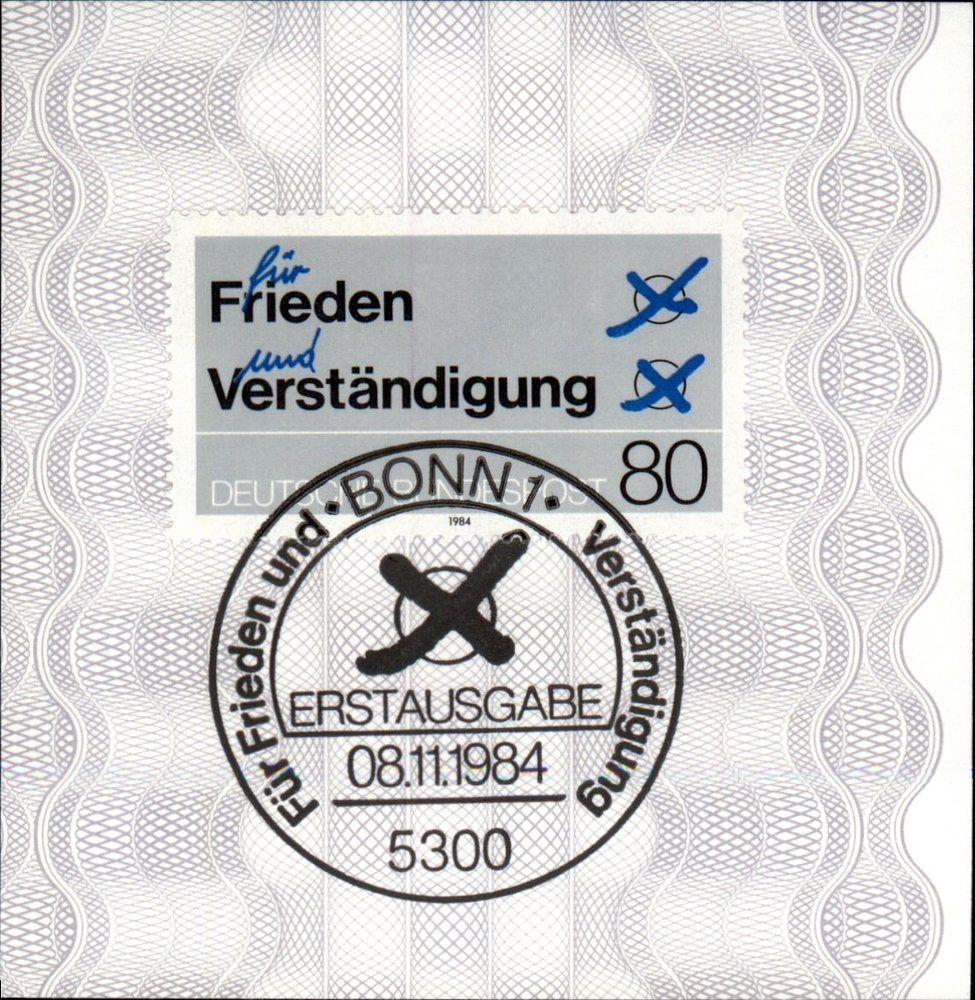 für
Frieden
und
Verständigung
DEUTSCHE BUNDESPOST 80
1984
• BONN 1 •
Für Frieden und Verständigung
ERSTAUSGABE
08.11.1984
5300